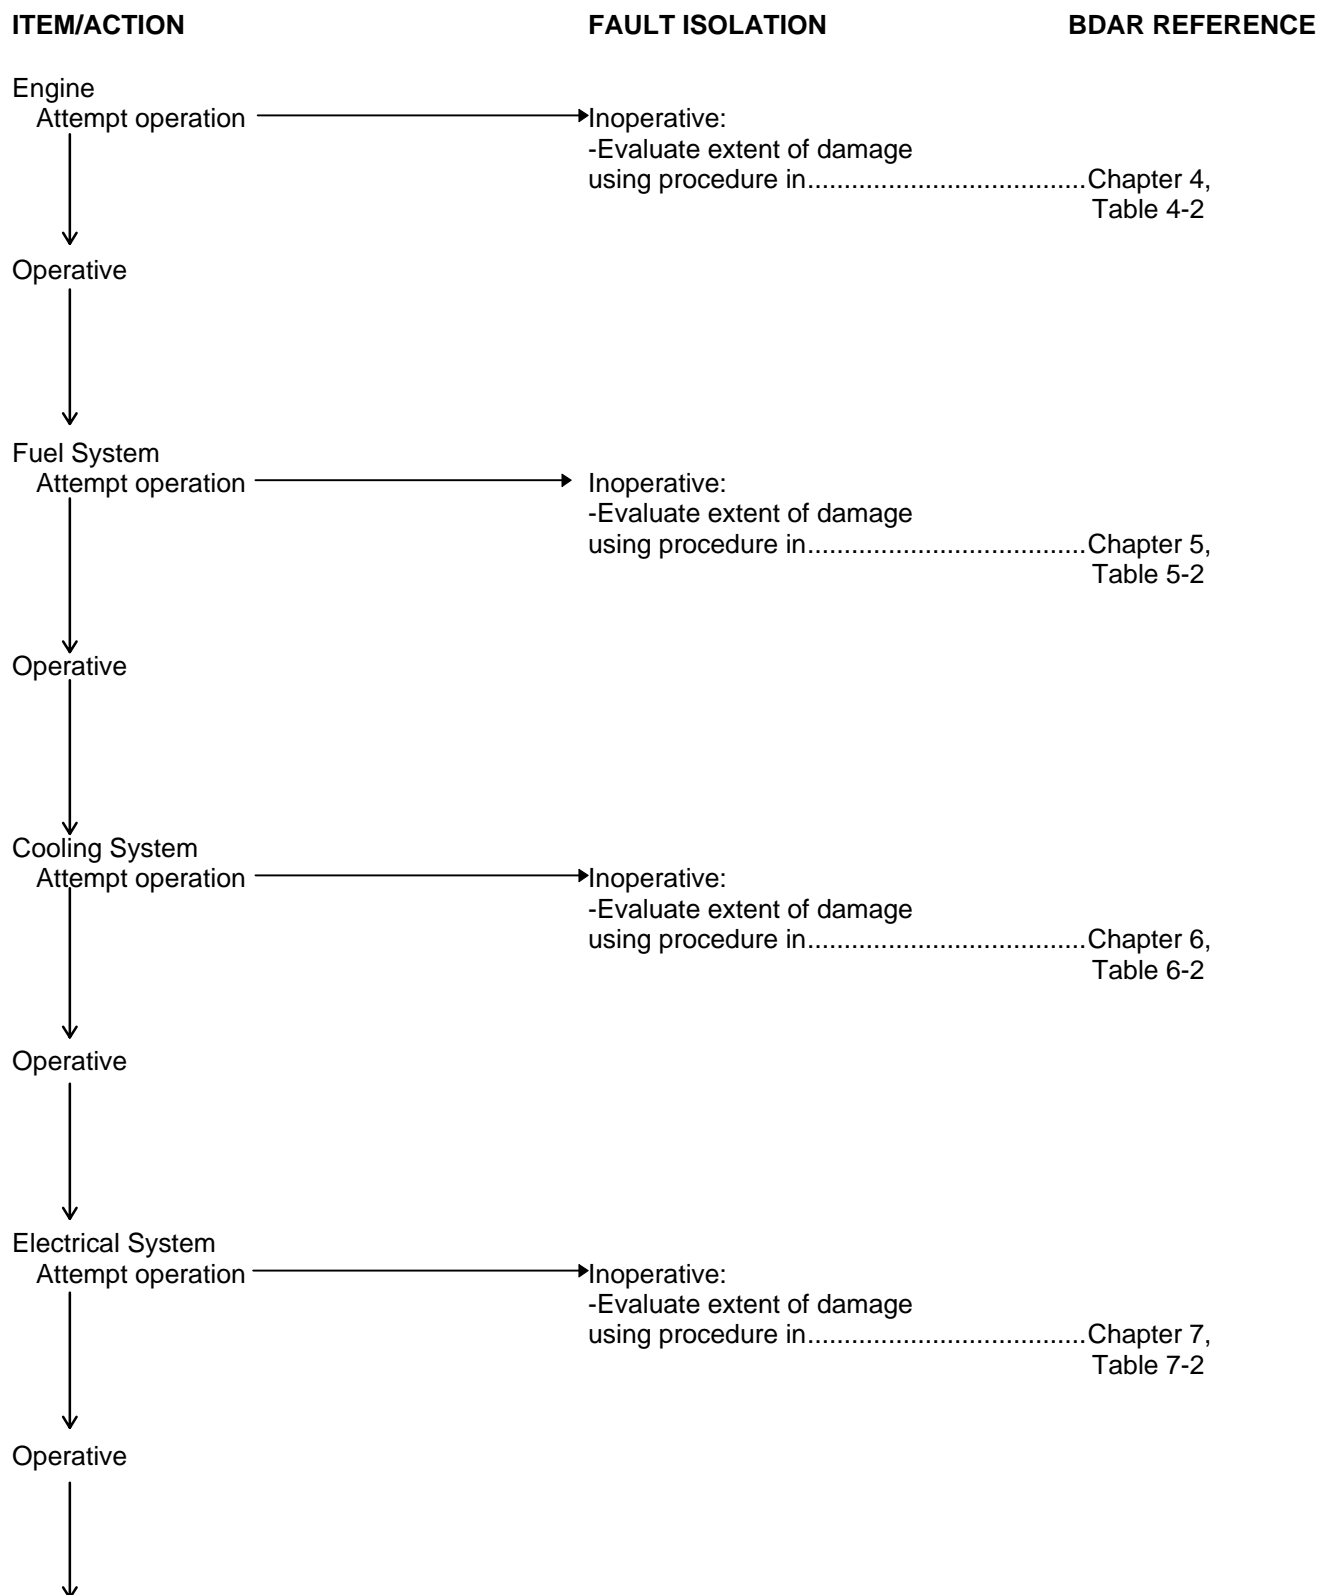 ITEM/ACTION FAULT ISOLATION BDAR REFERENCE
Engine
Attempt operation Inoperative:
-Evaluate extent of damage
using procedure in......................................Chapter 4,
Table 4-2
Operative
Fuel System
Attempt operation Inoperative:
-Evaluate extent of damage
using procedure in......................................Chapter 5,
Table 5-2
Operative
Cooling System
Attempt operation Inoperative:
-Evaluate extent of damage
using procedure in......................................Chapter 6,
Table 6-2
Operative
Electrical System
Attempt operation Inoperative:
-Evaluate extent of damage
using procedure in......................................Chapter 7,
Table 7-2
Operative